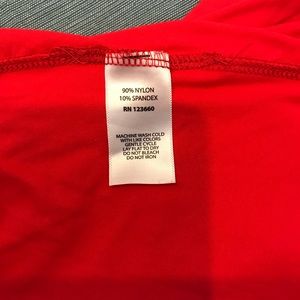 90% NYLON
10% SPANDEX
RN 123660
MACHINE WASH COLD
WITH LIKE COLORS
GENTLE CYCLE
LAY FLAT TO DRY
DO NOT BLEACH
DO NOT IRON